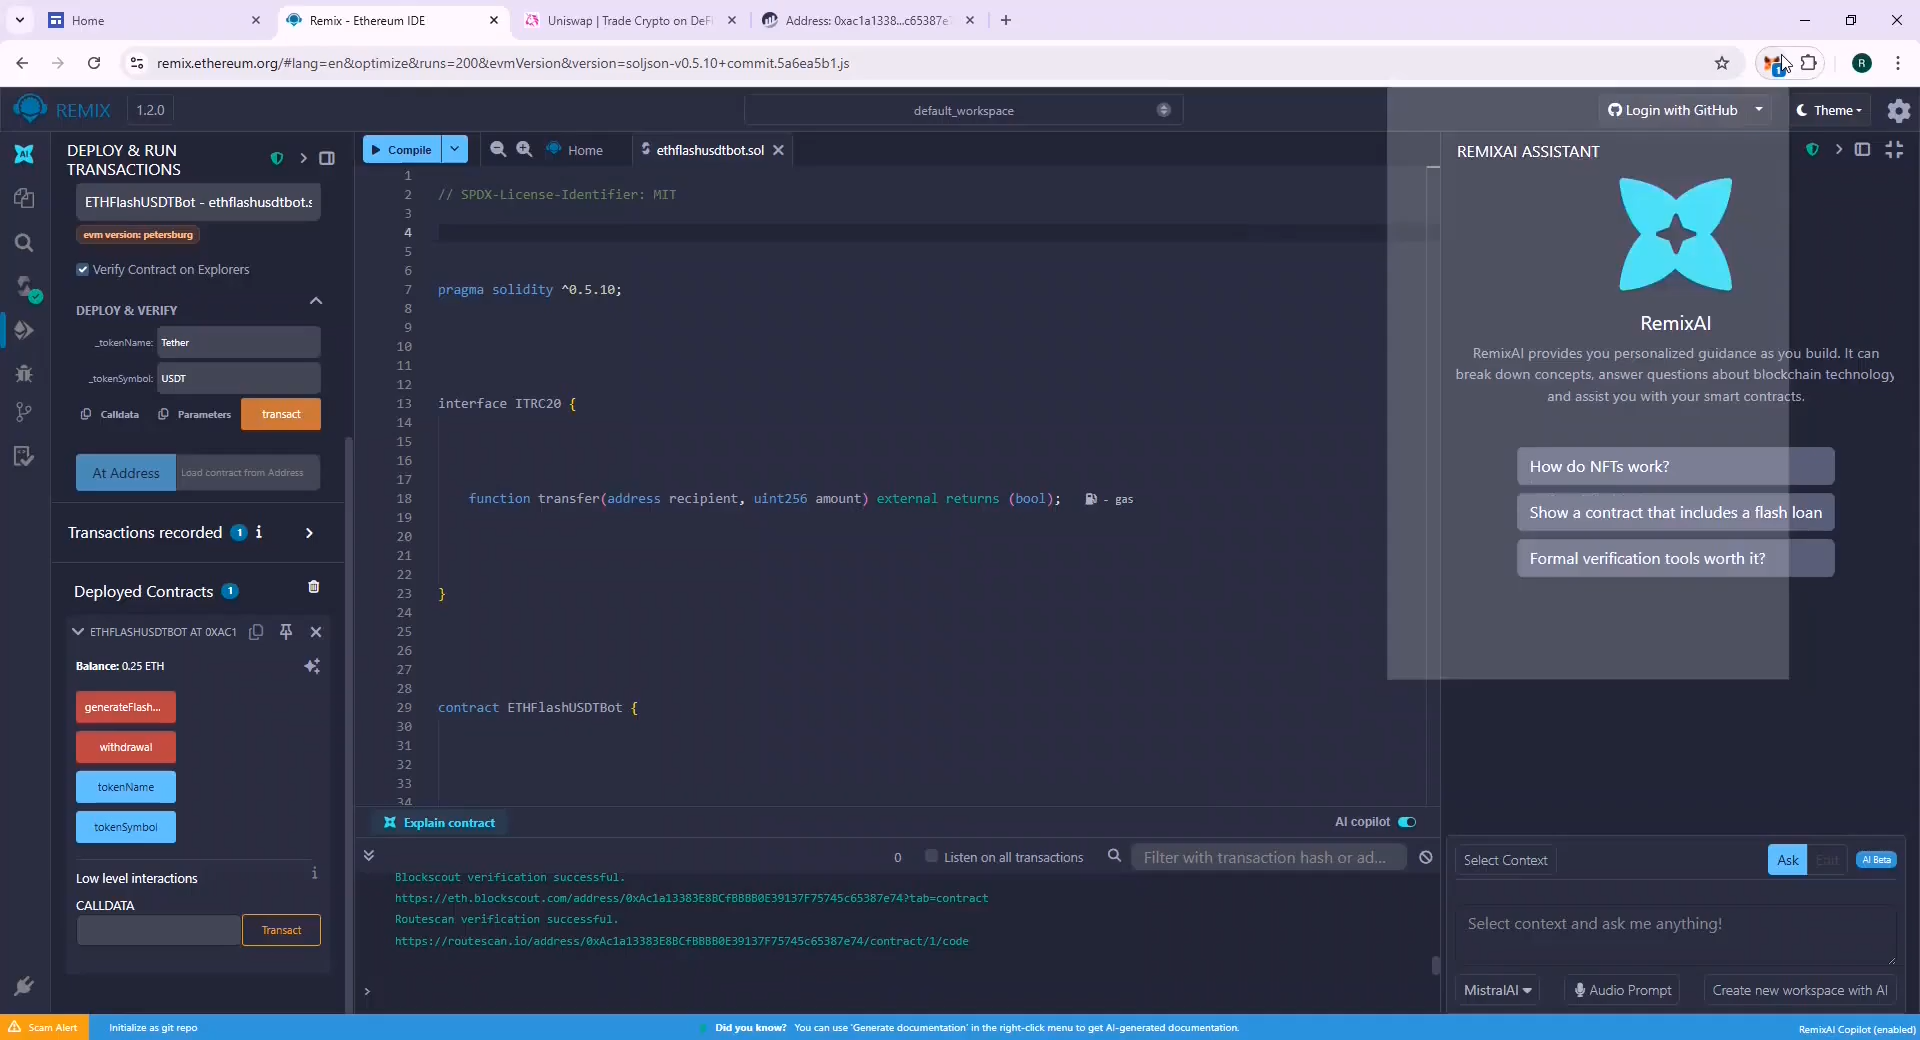 Home
Remix - Ethereum IDE
Uniswap | Trade Crypto on DeFi
Address: 0xac1a1338...c65387e
remix.ethereum.org/#lang=en&optimize&runs=200&evmVersion&version=soljson-v0.5.10+commit.5a6ea5b1.js
1
R
REMIX
1.2.0
default_workspace
Login with GitHub
Theme
DEPLOY & RUN
TRANSACTIONS
ETHFlashUSDTBot - ethflashusdtbot.s
evm version: petersburg
Verify Contract on Explorers
DEPLOY & VERIFY
_tokenName:
Tether
_tokenSymbol:
USDT
Calldata
Parameters
transact
At Address
Load contract from Address
Transactions recorded 1 i
Deployed Contracts 1
ETHFLASHUSDTBOT AT 0XAC1
Balance: 0.25 ETH
generateFlash...
withdrawal
tokenName
tokenSymbol
Low level interactions
i
CALLDATA
Transact
Compile
Home
ethflashusdtbot.sol
1
2 // SPDX-License-Identifier: MIT
3
4
5
6
7 pragma solidity ^0.5.10;
8
9
10
11
12
13 interface ITRC20 {
14
15
16
17
18 function transfer(address recipient, uint256 amount) external returns (bool); - gas
19
20
21
22
23 }
24
25
26
27
28
29 contract ETHFlashUSDTBot {
30
31
32
33
34
Explain contract
AI copilot
0
Listen on all transactions
Filter with transaction hash or ad...
Blockscout verification successful.
https://eth.blockscout.com/address/0xAc1a13383E8BCfBBBB0E39137F75745c65387e74?tab=contract
Routescan verification successful.
https://routescan.io/address/0xAc1a13383E8BCfBBBB0E39137F75745c65387e74/contract/1/code
>
REMIXAI ASSISTANT
RemixAI
RemixAI provides you personalized guidance as you build. It can
break down concepts, answer questions about blockchain technology
and assist you with your smart contracts.
How do NFTs work?
Show a contract that includes a flash loan
Formal verification tools worth it?
Select Context
Ask
Edit
AI Beta
Select context and ask me anything!
MistralAI
Audio Prompt
Create new workspace with AI
Scam Alert
Initialize as git repo
Did you know? You can use 'Generate documentation' in the right-click menu to get AI-generated documentation.
RemixAI Copilot (enabled)